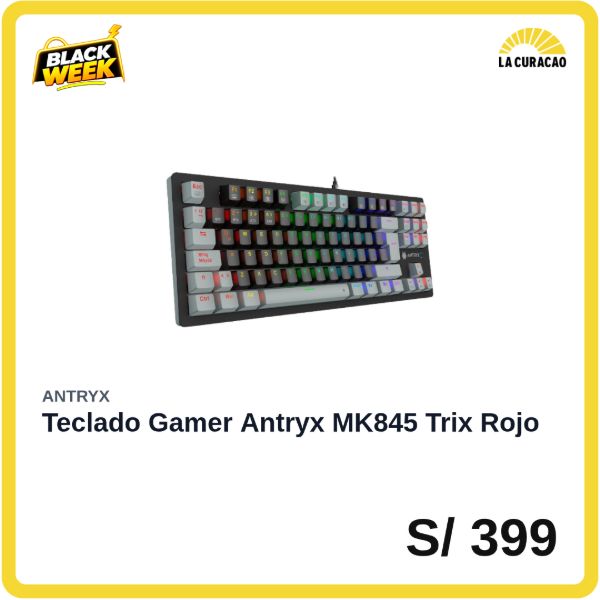 BLACK
WEEK
LA CURACAO
ANTRYX
Teclado Gamer Antryx MK845 Trix Rojo
S/ 399